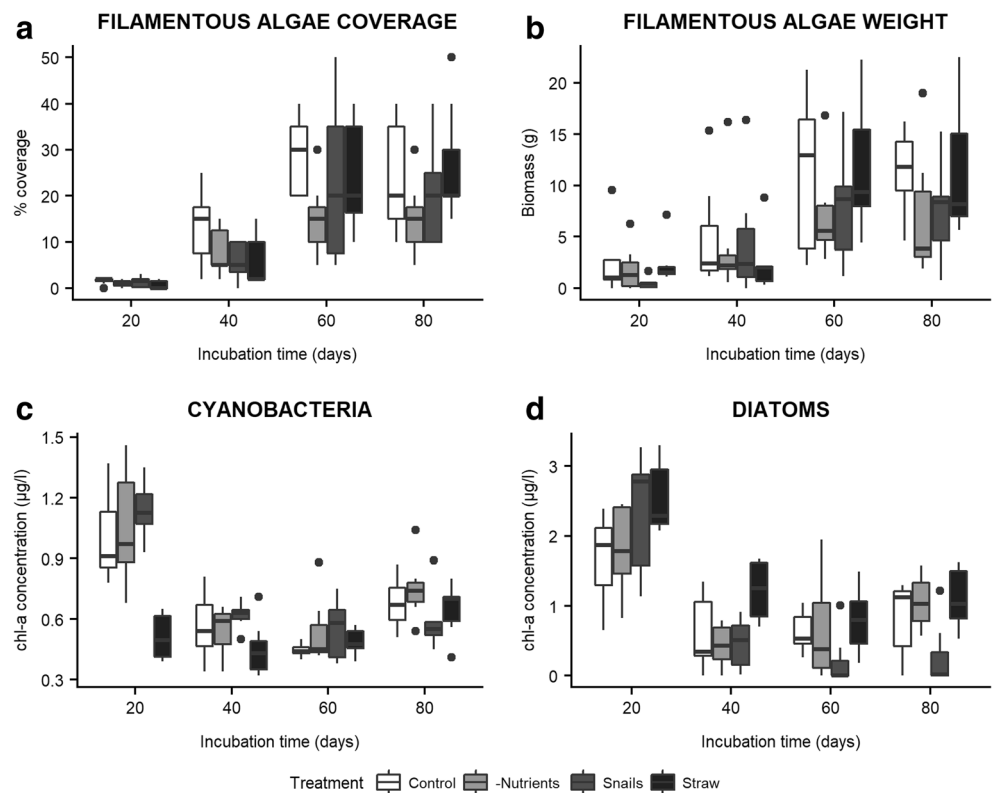 a FILAMENTOUS ALGAE COVERAGE
50
40
30
20
10
0
% coverage
20 40 60 80
Incubation time (days)
b FILAMENTOUS ALGAE WEIGHT
20
15
10
5
0
Biomass (g)
20 40 60 80
Incubation time (days)
c CYANOBACTERIA
1.5
1.2
0.9
0.6
0.3
chl-a concentration (µg/l)
20 40 60 80
Incubation time (days)
d DIATOMS
3
2
1
0
chl-a concentration (µg/l)
20 40 60 80
Incubation time (days)
Treatment Control -Nutrients Snails Straw